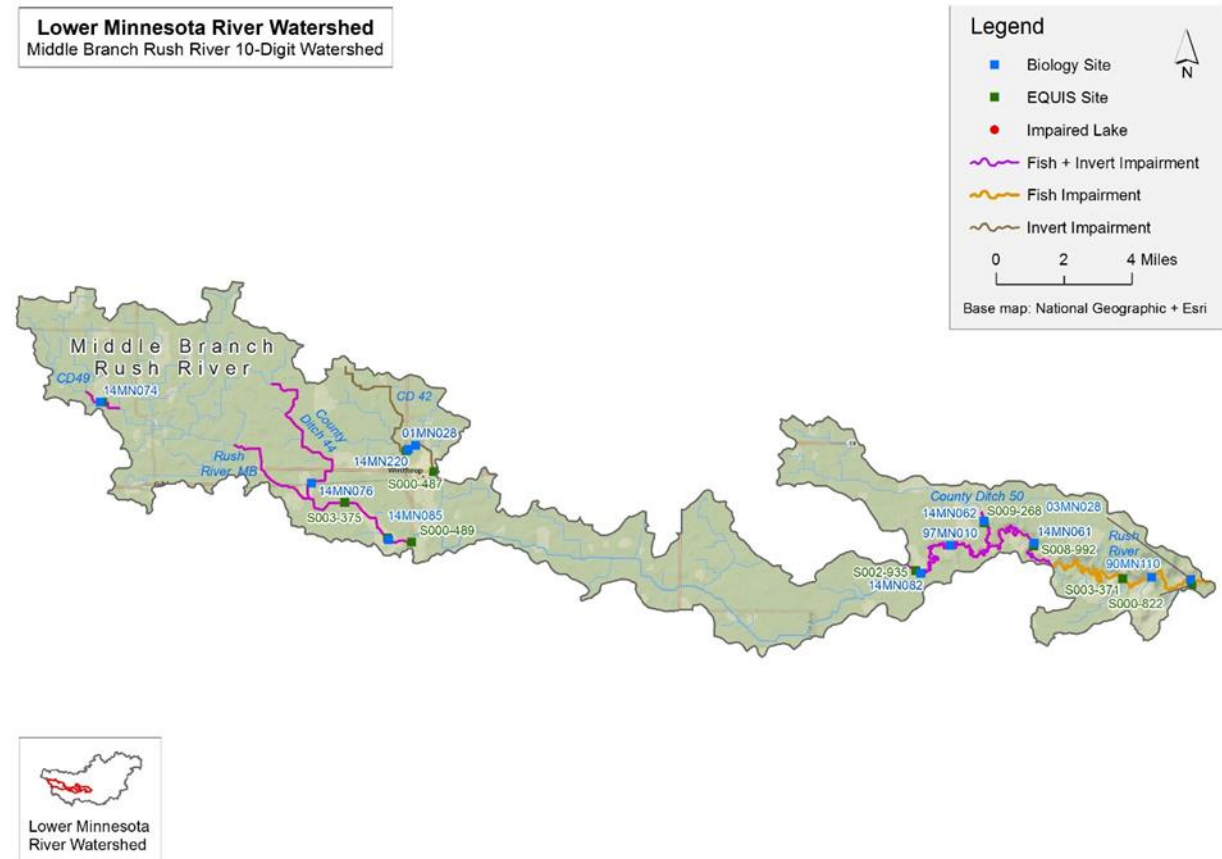 Lower Minnesota River Watershed
Middle Branch Rush River 10-Digit Watershed
Legend
N
Biology Site
EQUIS Site
Impaired Lake
Fish + Invert Impairment
Fish Impairment
Invert Impairment
0 2 4 Miles
Base map: National Geographic + Esri
Middle Branch
Rush River
CD49
14MN074
CD 42
County
Ditch 44
01MN028
14MN220
Winthrop
S000-487
Rush
River, MB
14MN076
S003-375
14MN085
S000-489
County Ditch 50
14MN062
S009-268
03MN028
97MN010
14MN061
S008-992
S002-935
14MN082
Rush
River
90MN110
S003-371
S000-822
Lower Minnesota
River Watershed